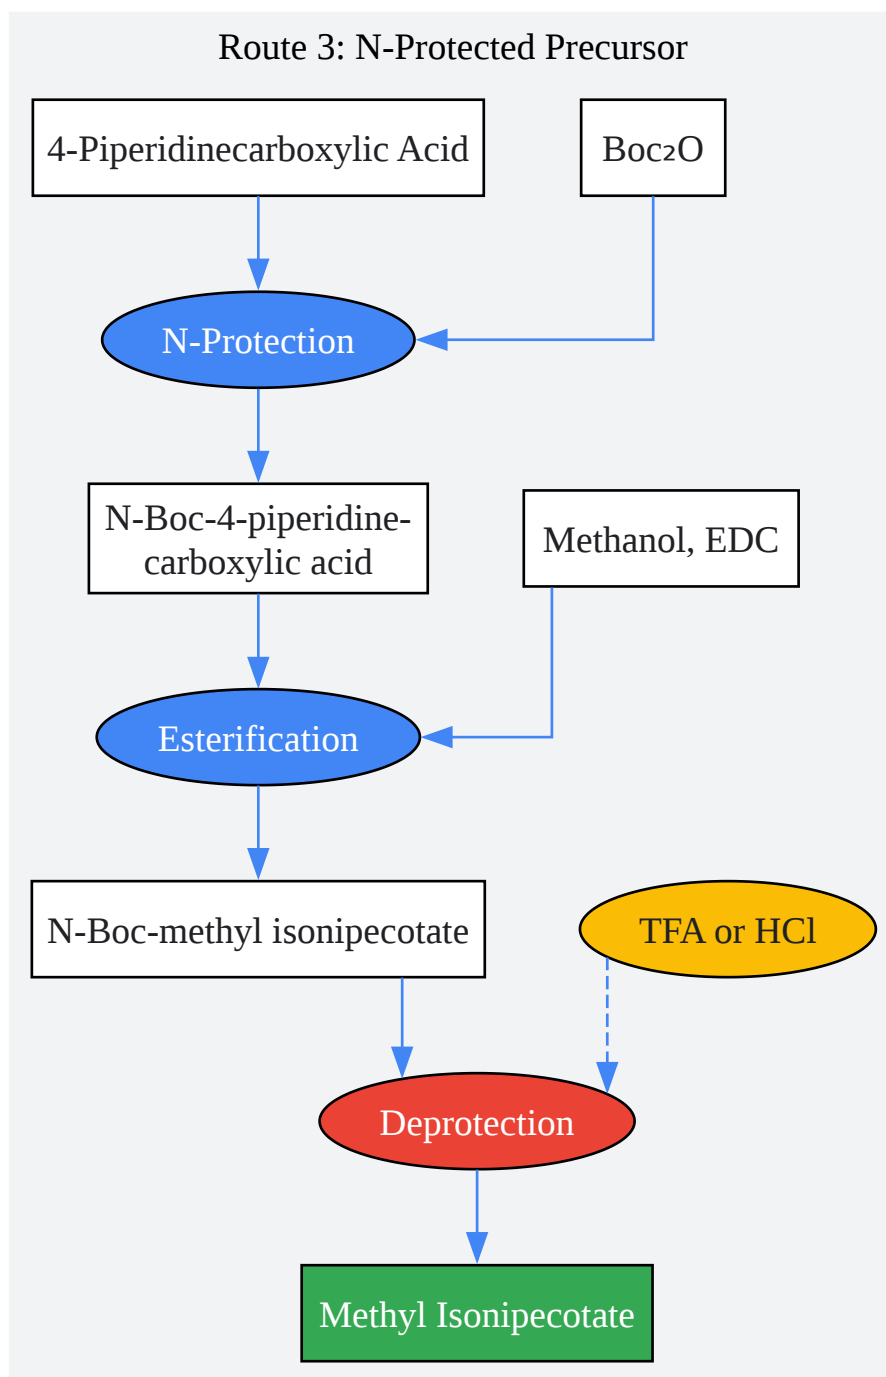 Route 3: N-Protected Precursor
4-Piperidinecarboxylic Acid
Boc₂O
N-Protection
N-Boc-4-piperidine-
carboxylic acid
Methanol, EDC
Esterification
N-Boc-methyl isonipecotate
TFA or HCl
Deprotection
Methyl Isonipecotate